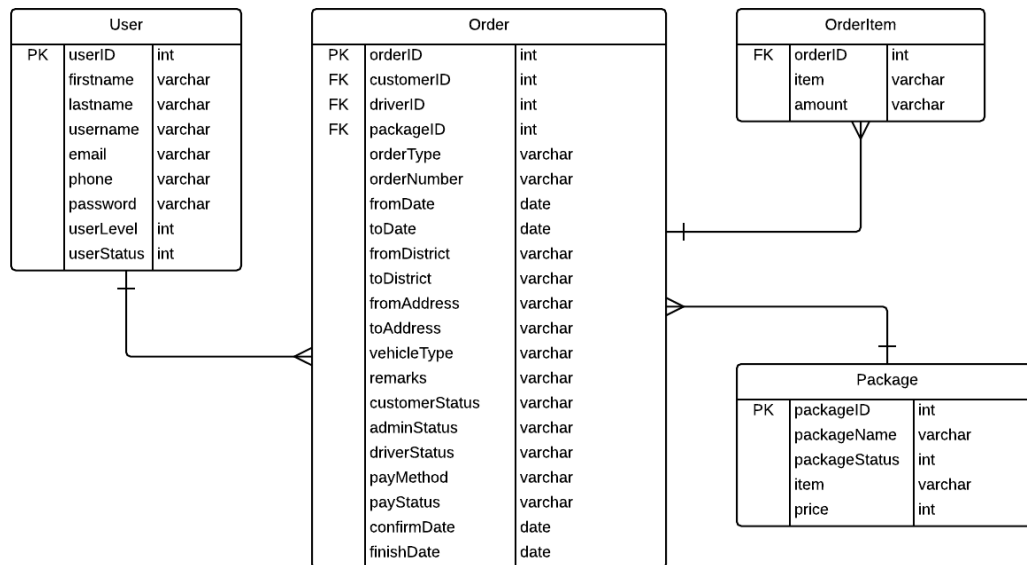 User
PK userID int
firstname varchar
lastname varchar
username varchar
email varchar
phone varchar
password varchar
userLevel int
userStatus int
Order
PK orderID int
FK customerID int
FK driverID int
FK packageID int
orderType varchar
orderNumber varchar
fromDate date
toDate date
fromDistrict varchar
toDistrict varchar
fromAddress varchar
toAddress varchar
vehicleType varchar
remarks varchar
customerStatus varchar
adminStatus varchar
driverStatus varchar
payMethod varchar
payStatus varchar
confirmDate date
finishDate date
OrderItem
FK orderID int
item varchar
amount varchar
Package
PK packageID int
packageName varchar
packageStatus int
item varchar
price int